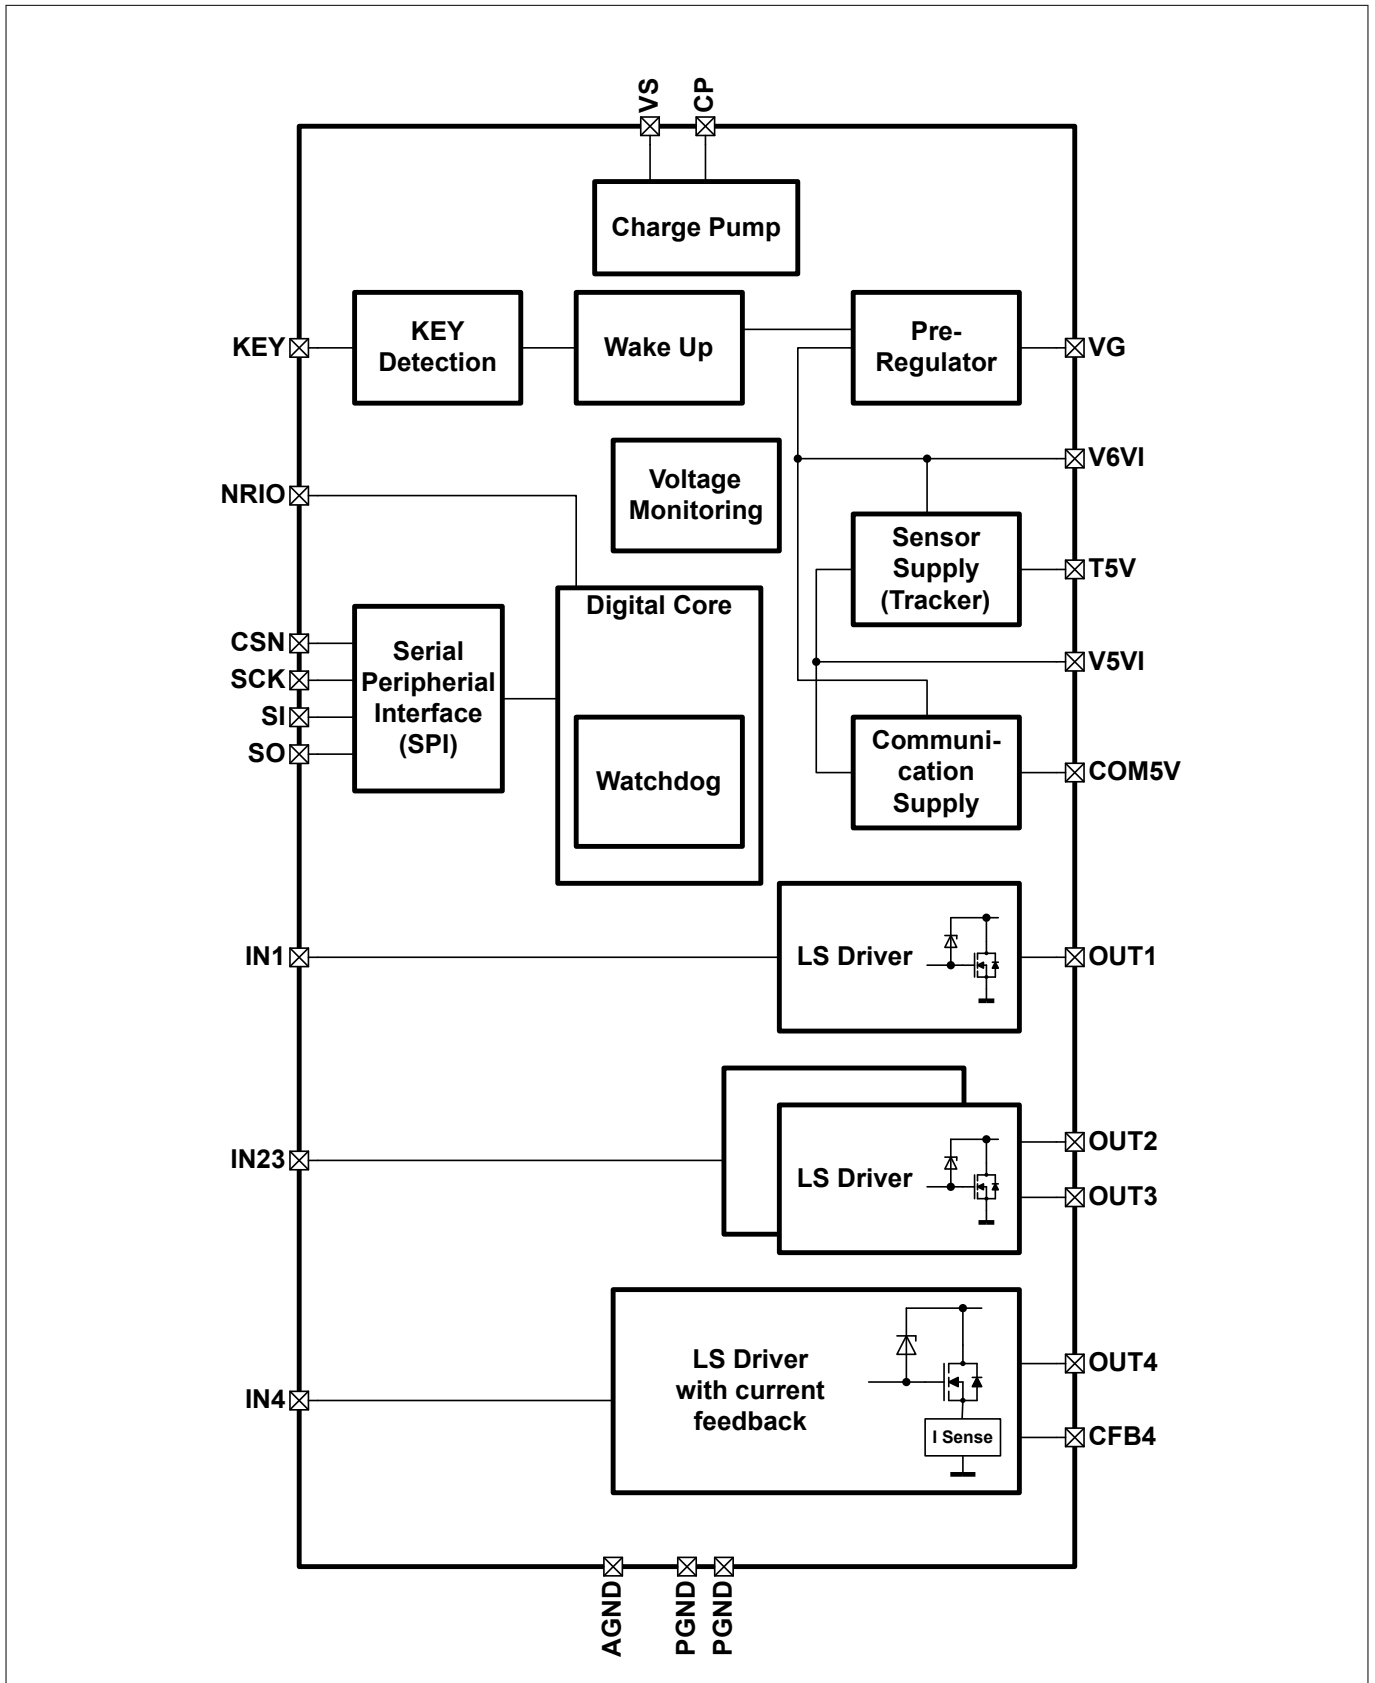 VS
CP
Charge Pump
KEY
KEY
Detection
Wake Up
Pre-
Regulator
VG
Voltage
Monitoring
V6VI
NRIO
Sensor
Supply
(Tracker)
T5V
Digital Core
CSN
SCK
SI
SO
Serial
Peripherial
Interface
(SPI)
V5VI
Watchdog
Communi-
cation
Supply
COM5V
IN1
LS Driver
OUT1
IN23
LS Driver
OUT2
OUT3
IN4
LS Driver
with current
feedback
I Sense
OUT4
CFB4
AGND
PGND
PGND